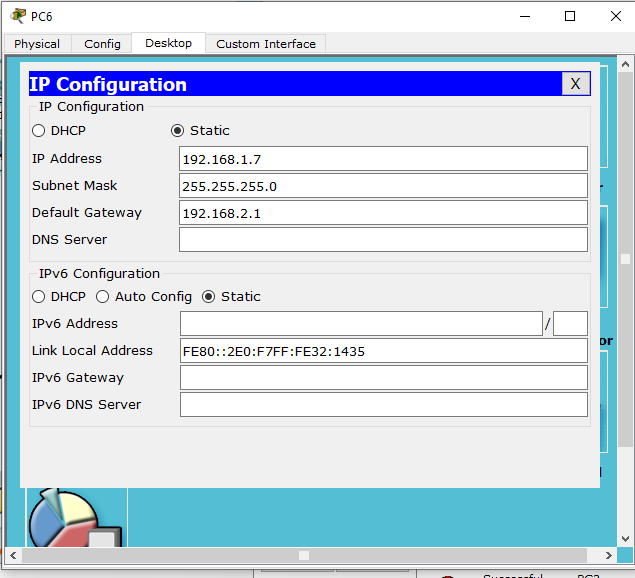 PC6
Physical Config Desktop Custom Interface
IP Configuration X
IP Configuration
DHCP Static
IP Address 192.168.1.7
Subnet Mask 255.255.255.0
Default Gateway 192.168.2.1
DNS Server
IPv6 Configuration
DHCP Auto Config Static
IPv6 Address /
Link Local Address FE80::2E0:F7FF:FE32:1435
IPv6 Gateway
IPv6 DNS Server